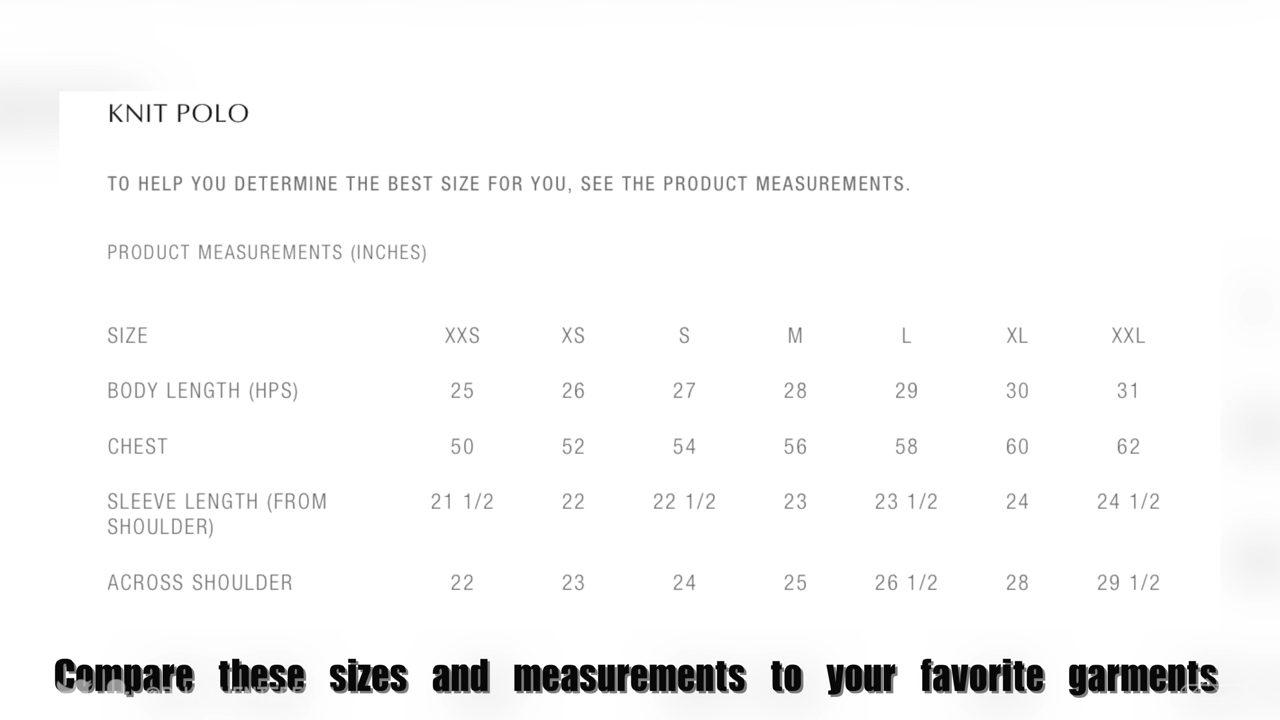 KNIT POLO
TO HELP YOU DETERMINE THE BEST SIZE FOR YOU, SEE THE PRODUCT MEASUREMENTS.
PRODUCT MEASUREMENTS (INCHES)
SIZE XXS XS S M L XL XXL
BODY LENGTH (HPS) 25 26 27 28 29 30 31
CHEST 50 52 54 56 58 60 62
SLEEVE LENGTH (FROM 21 1/2 22 22 1/2 23 23 1/2 24 24 1/2
SHOULDER)
ACROSS SHOULDER 22 23 24 25 26 1/2 28 29 1/2
Compare these sizes and measurements to your favorite garments